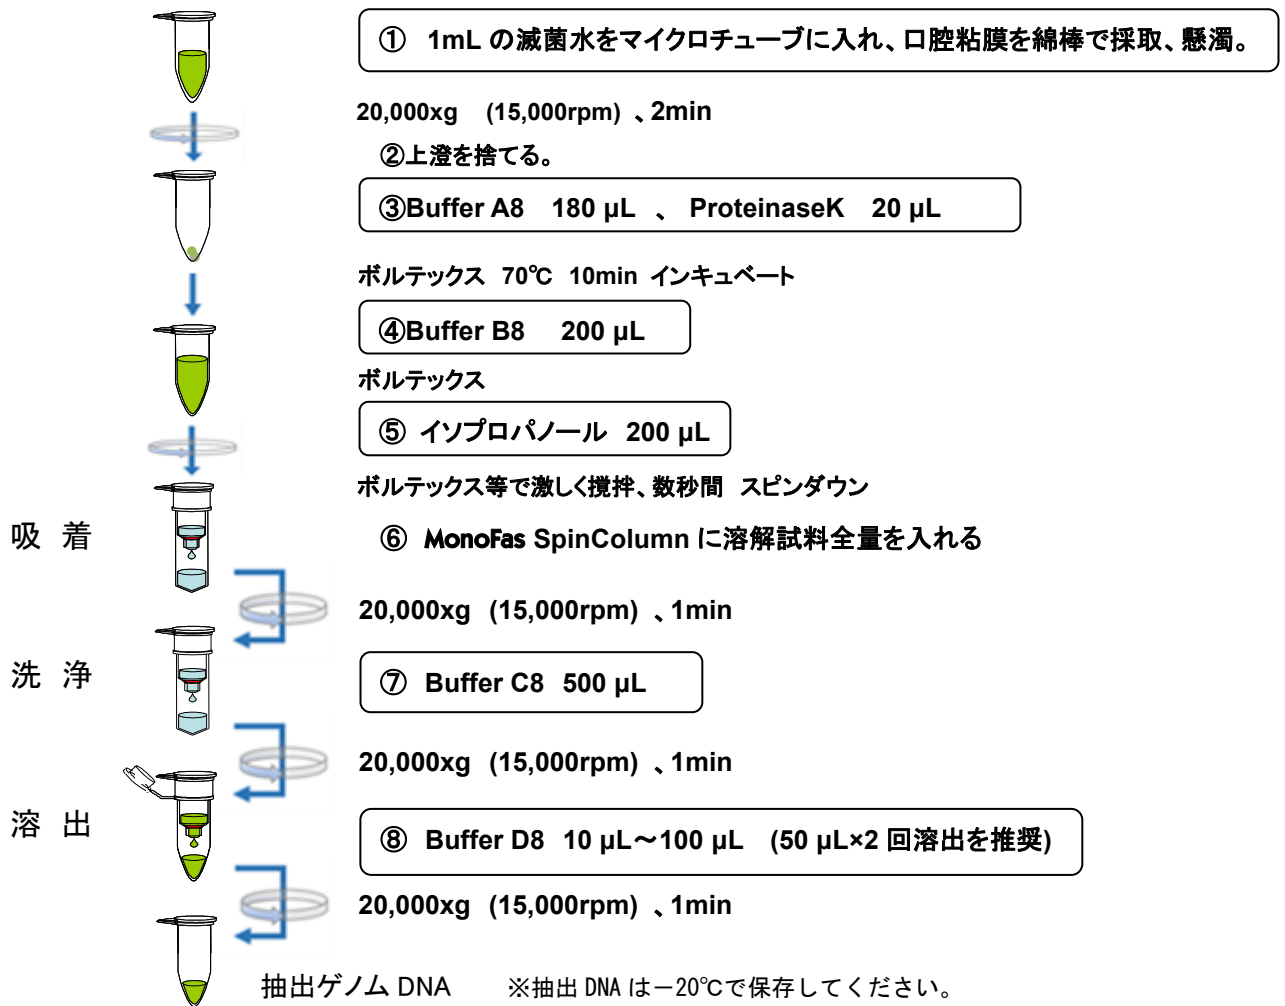 ① 1mL の滅菌水をマイクロチューブに入れ、口腔粘膜を綿棒で採取、懸濁。
20,000xg (15,000rpm) 、2min
②上澄を捨てる。
③Buffer A8 180 µL 、 ProteinaseK 20 µL
ボルテックス 70℃ 10min インキュベート
④Buffer B8 200 µL
ボルテックス
⑤ イソプロパノール 200 µL
ボルテックス等で激しく撹拌、数秒間 スピンダウン
吸 着
⑥ MonoFas SpinColumn に溶解試料全量を入れる
20,000xg (15,000rpm) 、1min
洗 浄
⑦ Buffer C8 500 µL
20,000xg (15,000rpm) 、1min
溶 出
⑧ Buffer D8 10 µL～100 µL (50 µL×2 回溶出を推奨)
20,000xg (15,000rpm) 、1min
抽出ゲノム DNA ※抽出 DNA は－20℃で保存してください。